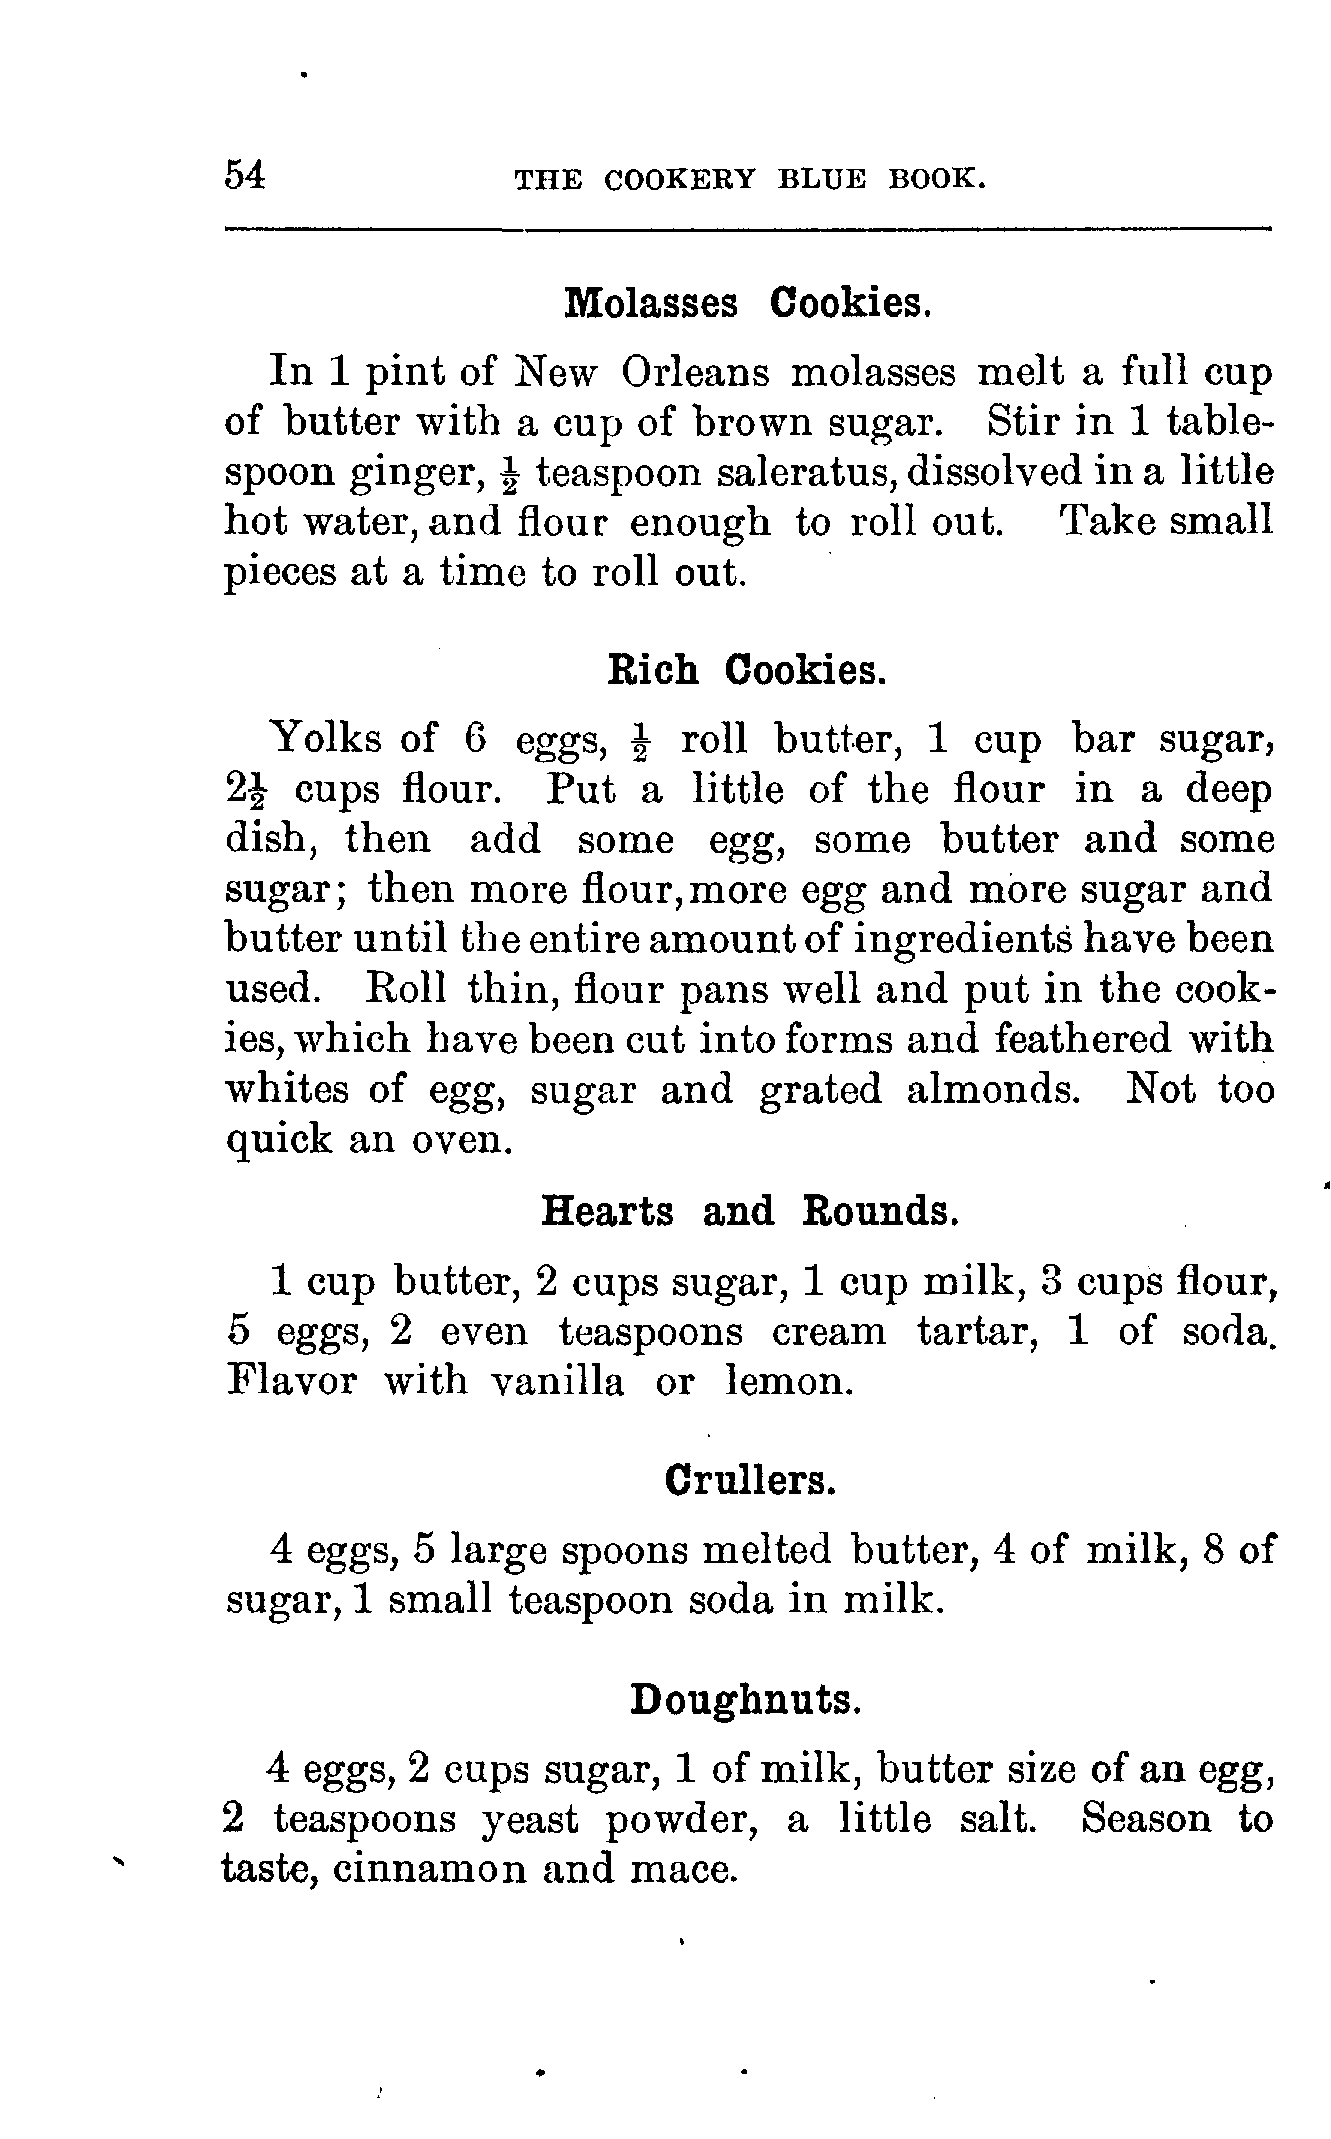 54 THE COOKERY BLUE BOOK.
Molasses Cookies.
In 1 pint of New Orleans molasses melt a full cup
of butter with a cup of brown sugar. Stir in 1 table-
spoon ginger, ½ teaspoon saleratus, dissolved in a little
hot water, and flour enough to roll out. Take small
pieces at a time to roll out.
Rich Cookies.
Yolks of 6 eggs, ½ roll butter, 1 cup bar sugar,
2½ cups flour. Put a little of the flour in a deep
dish, then add some egg, some butter and some
sugar; then more flour, more egg and more sugar and
butter until the entire amount of ingredients have been
used. Roll thin, flour pans well and put in the cook-
ies, which have been cut into forms and feathered with
whites of egg, sugar and grated almonds. Not too
quick an oven.
Hearts and Rounds.
1 cup butter, 2 cups sugar, 1 cup milk, 3 cups flour,
5 eggs, 2 even teaspoons cream tartar, 1 of soda.
Flavor with vanilla or lemon.
Crullers.
4 eggs, 5 large spoons melted butter, 4 of milk, 8 of
sugar, 1 small teaspoon soda in milk.
Doughnuts.
4 eggs, 2 cups sugar, 1 of milk, butter size of an egg,
2 teaspoons yeast powder, a little salt. Season to
taste, cinnamon and mace.